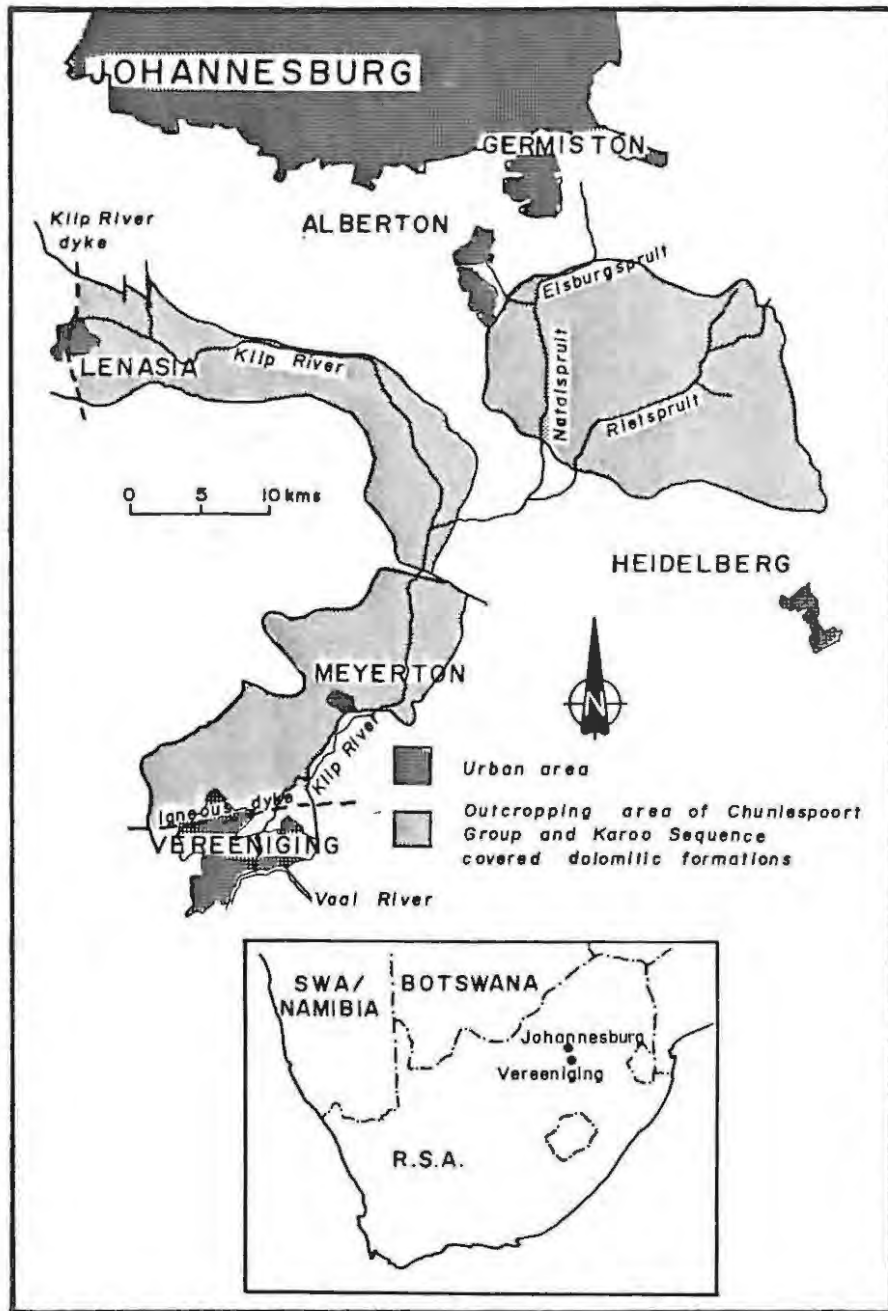 JOHANNESBURG
GERMISTON
ALBERTON
Klip River
dyke
Elsburgspruit
LENASIA
Klip River
Natalspruit
Rietspruit
0 5 10 kms
HEIDELBERG
MEYERTON
N
Klip River
Urban area
Igneous dyke
Outcropping area of Chuniespoort
Group and Karoo Sequence
covered dolomitic formations
VEREENIGING
Vaal River
SWA/
NAMIBIA
BOTSWANA
Johannesburg
Vereeniging
R.S.A.